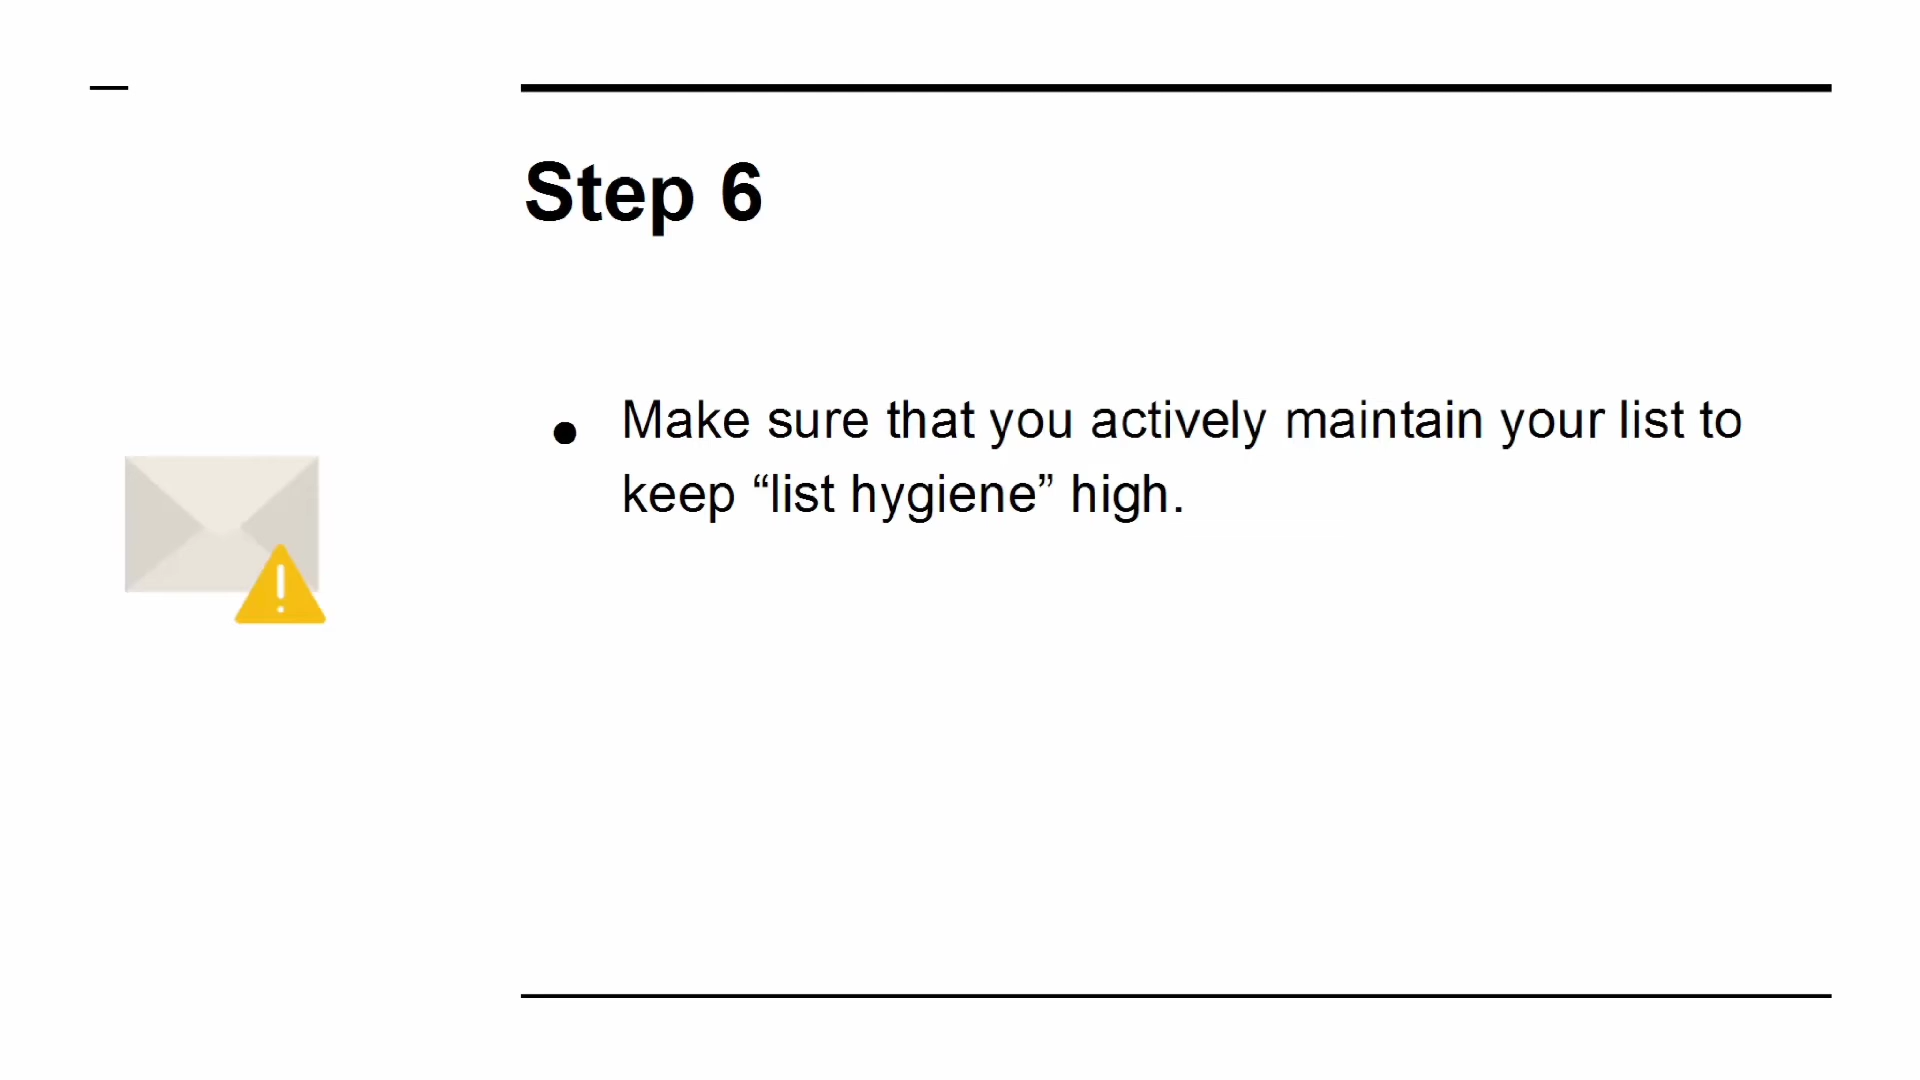 Step 6
● Make sure that you actively maintain your list to
keep “list hygiene” high.